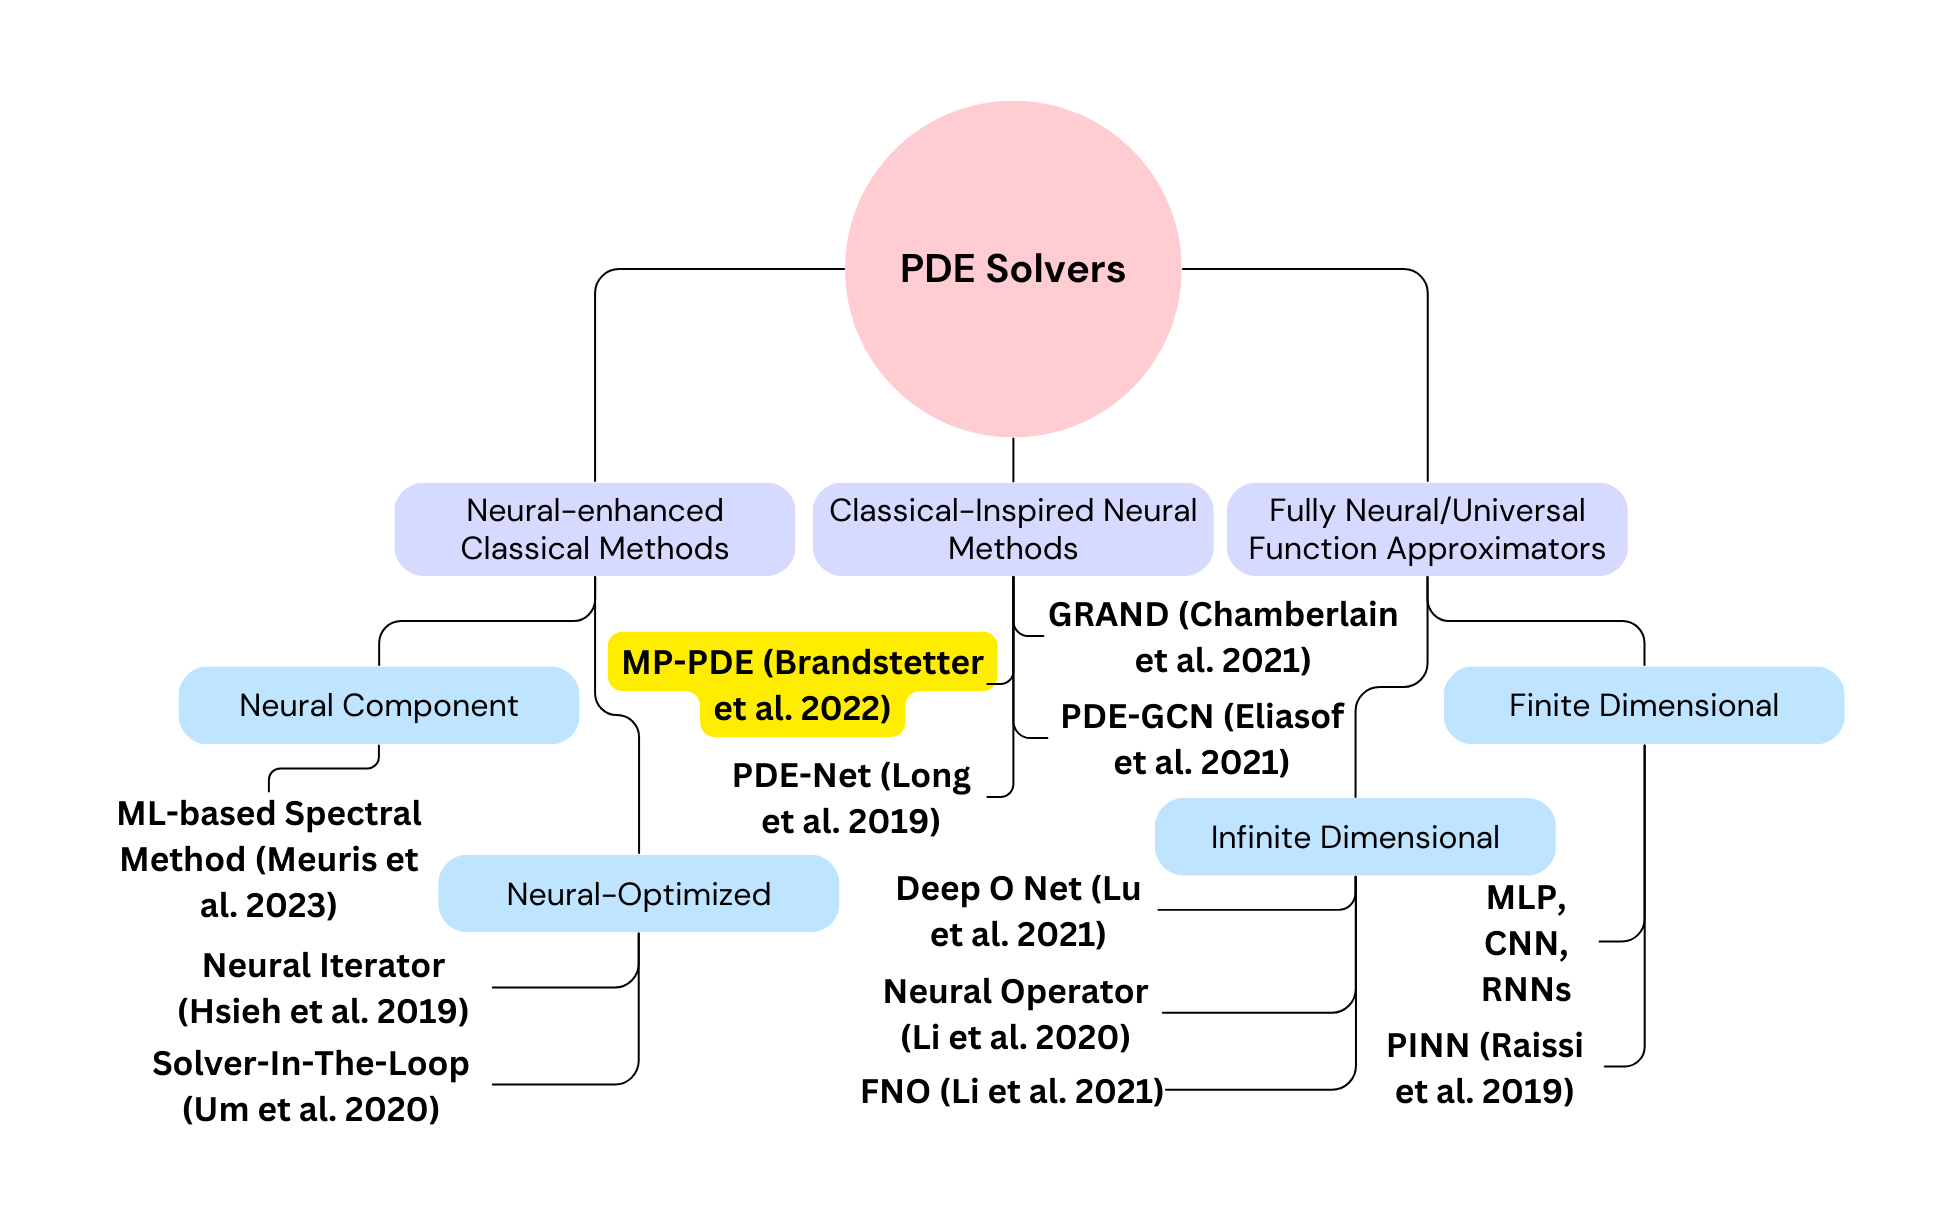 PDE Solvers
Neural-enhanced
Classical Methods
Classical-Inspired Neural
Methods
Fully Neural/Universal
Function Approximators
Neural Component
ML-based Spectral
Method (Meuris et
al. 2023)
Neural-Optimized
Neural Iterator
(Hsieh et al. 2019)
Solver-In-The-Loop
(Um et al. 2020)
MP-PDE (Brandstetter
et al. 2022)
PDE-Net (Long
et al. 2019)
GRAND (Chamberlain
et al. 2021)
PDE-GCN (Eliasof
et al. 2021)
Infinite Dimensional
Deep O Net (Lu
et al. 2021)
Neural Operator
(Li et al. 2020)
FNO (Li et al. 2021)
Finite Dimensional
MLP,
CNN,
RNNs
PINN (Raissi
et al. 2019)